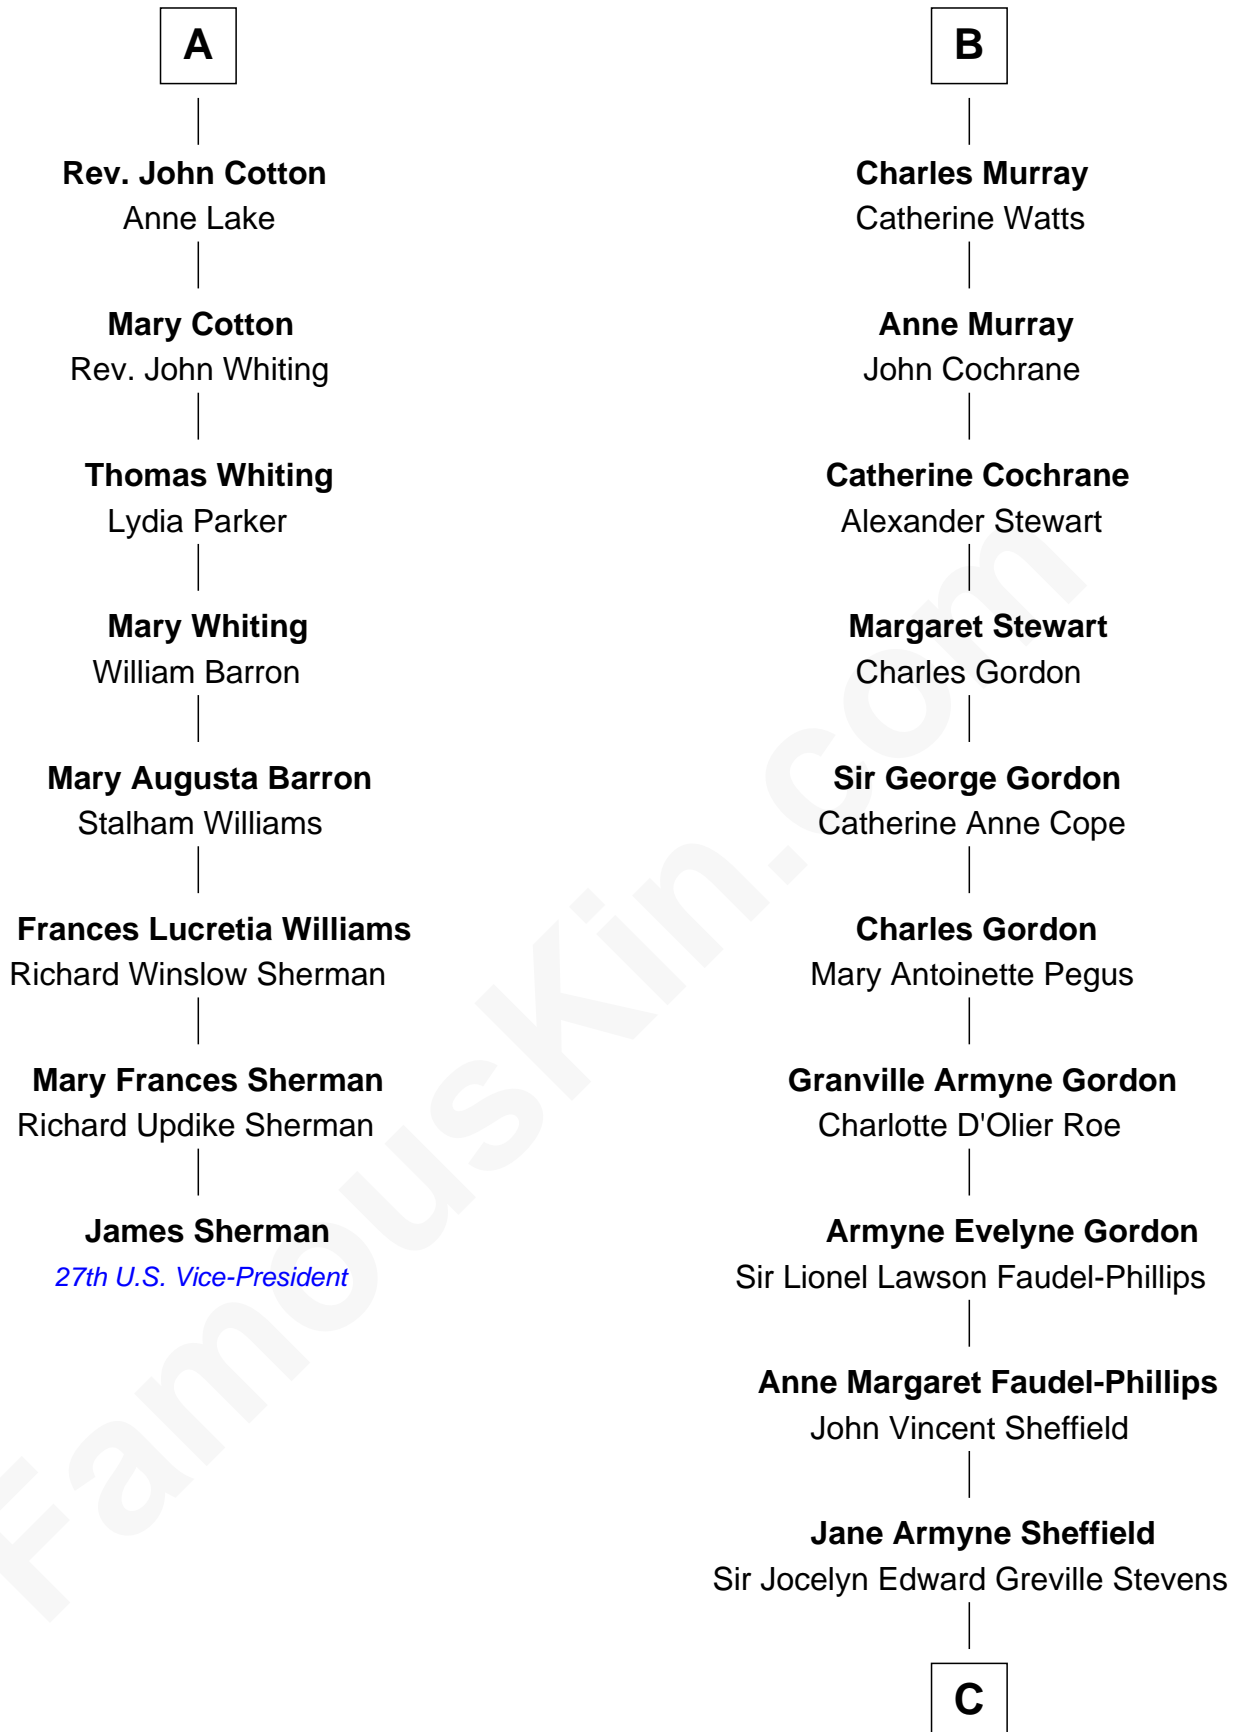 A
Rev. John Cotton
Anne Lake
Mary Cotton
Rev. John Whiting
Thomas Whiting
Lydia Parker
Mary Whiting
William Barron
Mary Augusta Barron
Stalham Williams
Frances Lucretia Williams
Richard Winslow Sherman
Mary Frances Sherman
Richard Updike Sherman
James Sherman
27th U.S. Vice-President
B
Charles Murray
Catherine Watts
Anne Murray
John Cochrane
Catherine Cochrane
Alexander Stewart
Margaret Stewart
Charles Gordon
Sir George Gordon
Catherine Anne Cope
Charles Gordon
Mary Antoinette Pegus
Granville Armyne Gordon
Charlotte D'Olier Roe
Armyne Evelyne Gordon
Sir Lionel Lawson Faudel-Phillips
Anne Margaret Faudel-Phillips
John Vincent Sheffield
Jane Armyne Sheffield
Sir Jocelyn Edward Greville Stevens
C
FamousKin.com